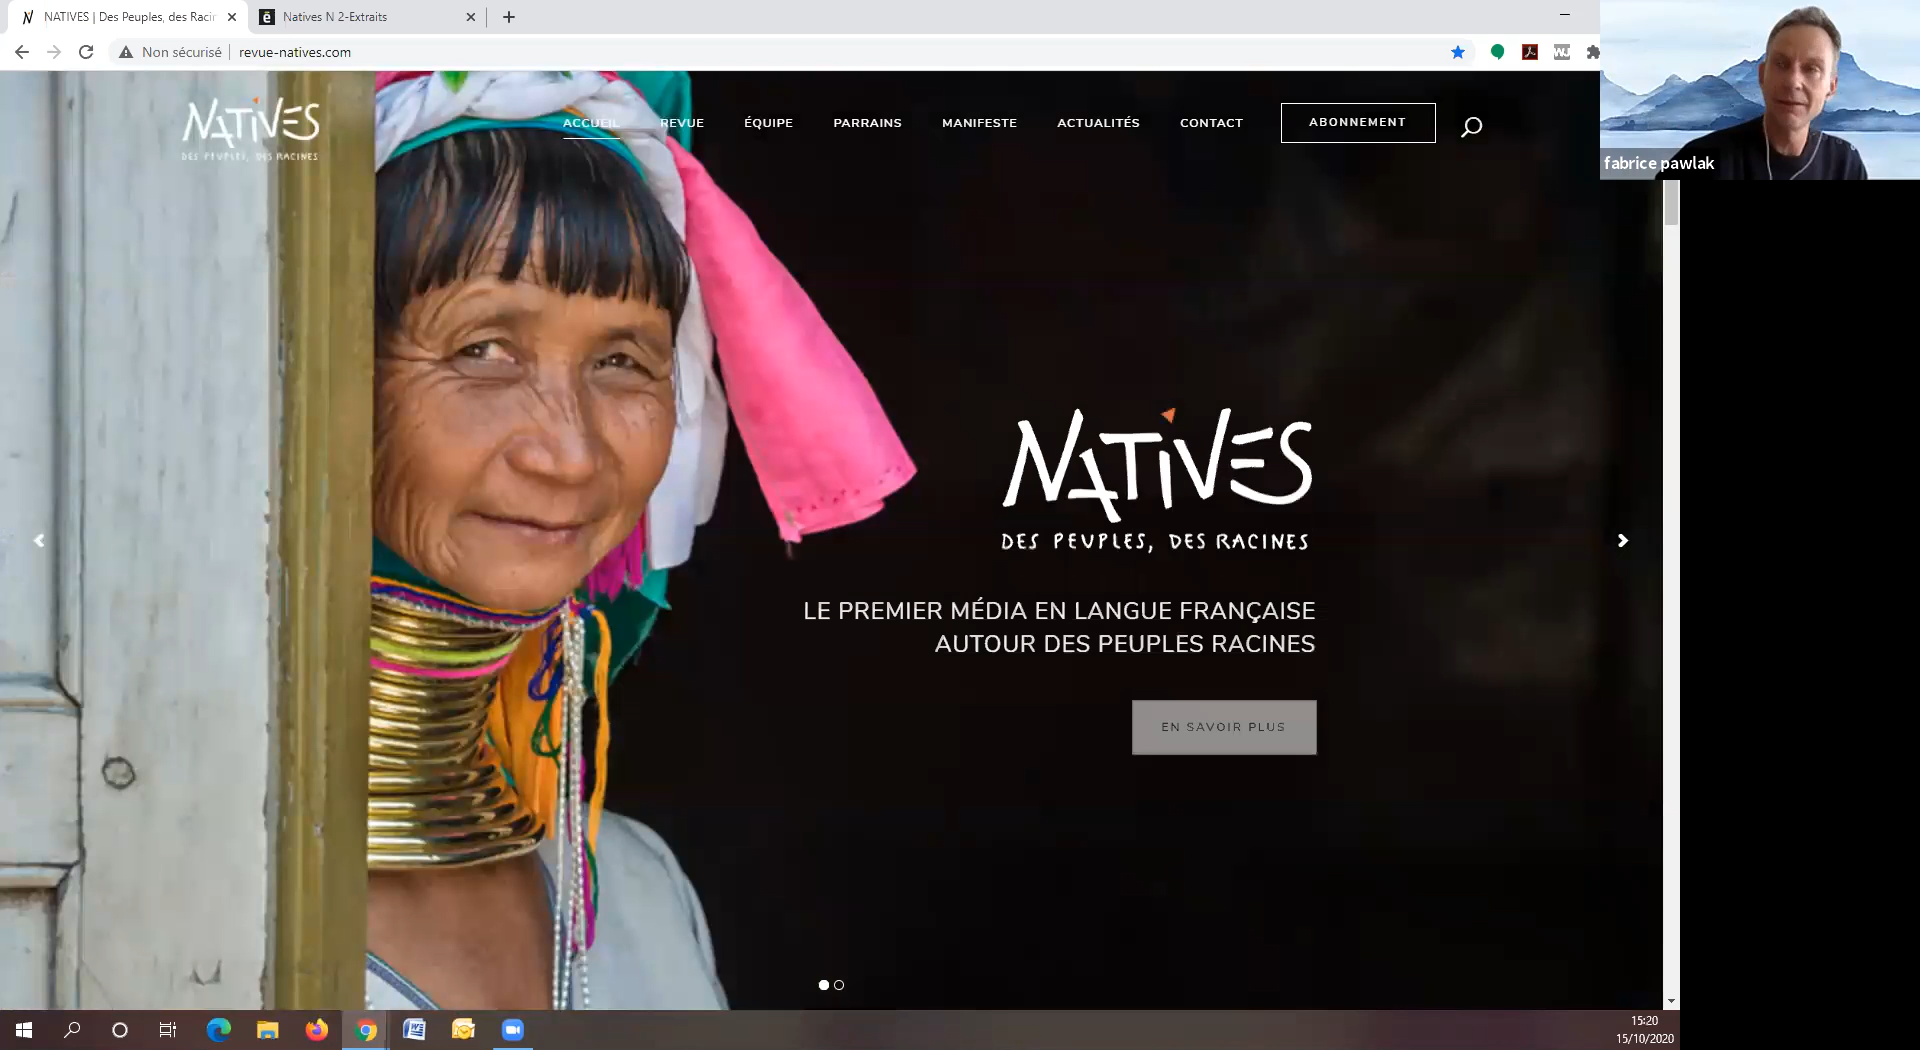 NATIVES | Des Peuples, des Racin
Natives N 2-Extraits
Non sécurisé
revue-natives.com
NATIVES
DES PEUPLES, DES RACINES
ACCUEIL
REVUE
ÉQUIPE
PARRAINS
MANIFESTE
ACTUALITÉS
CONTACT
ABONNEMENT
fabrice pawlak
NATIVES
DES PEUPLES, DES RACINES
LE PREMIER MÉDIA EN LANGUE FRANÇAISE
AUTOUR DES PEUPLES RACINES
EN SAVOIR PLUS
15:20
15/10/2020